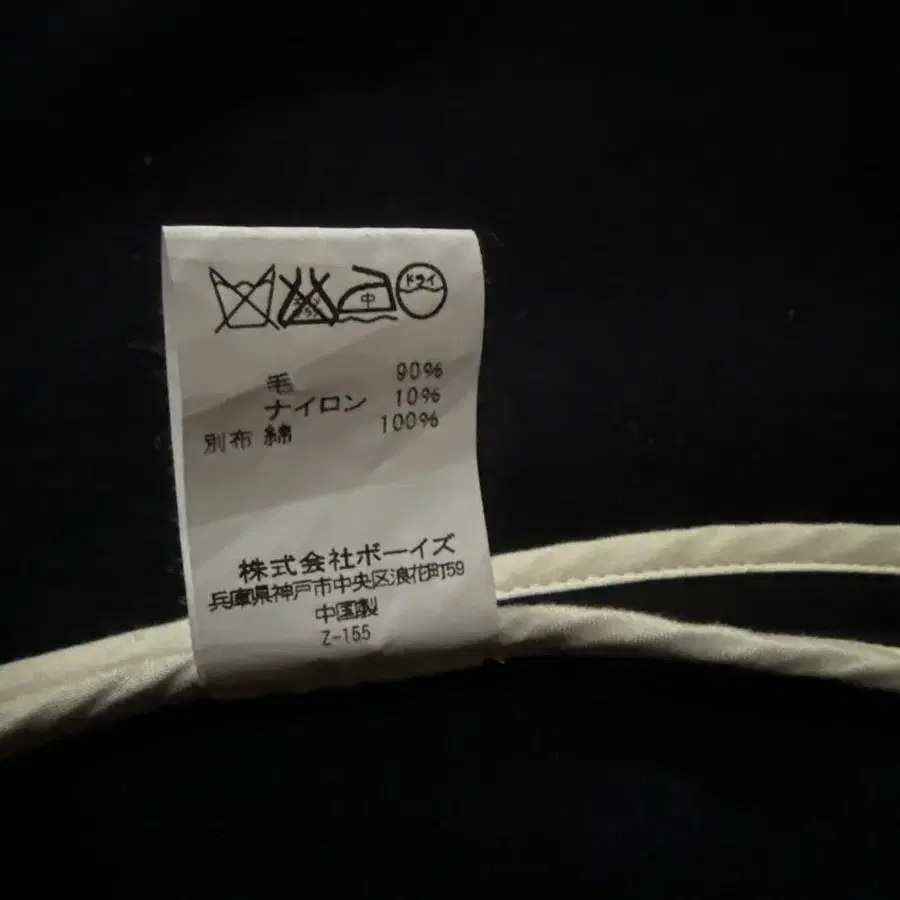 中 ドライ
毛 90%
ナイロン 10%
別布 綿 100%
株式会社ボーイズ
兵庫県神戸市中央区浪花町59
中国製
Z-155